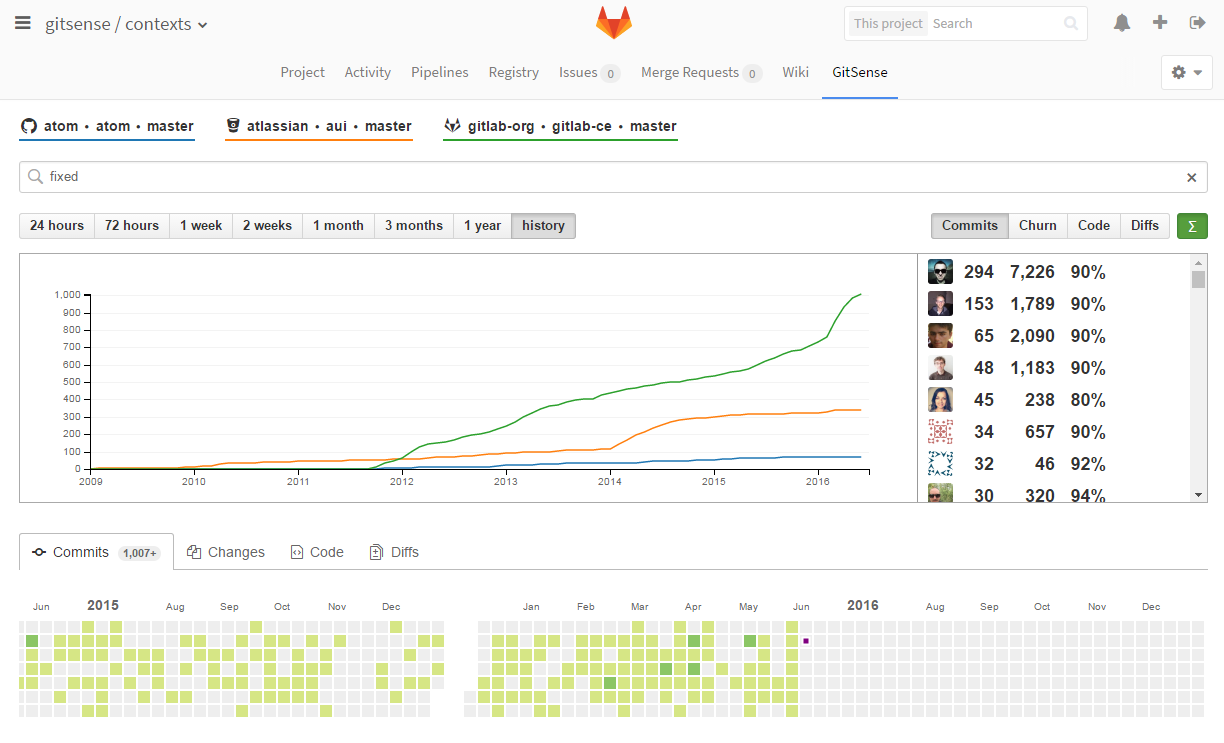 gitsense / contexts
This project Search
Project Activity Pipelines Registry Issues 0 Merge Requests 0 Wiki GitSense
atom • atom • master atlassian • aui • master gitlab-org • gitlab-ce • master
fixed
24 hours 72 hours 1 week 2 weeks 1 month 3 months 1 year history Commits Churn Code Diffs Σ
1,000
900
800
700
600
500
400
300
200
100
0
2009 2010 2011 2012 2013 2014 2015 2016
294 7,226 90%
153 1,789 90%
65 2,090 90%
48 1,183 90%
45 238 80%
34 657 90%
32 46 92%
30 320 94%
Commits 1,007+ Changes Code Diffs
Jun 2015 Aug Sep Oct Nov Dec Jan Feb Mar Apr May Jun 2016 Aug Sep Oct Nov Dec